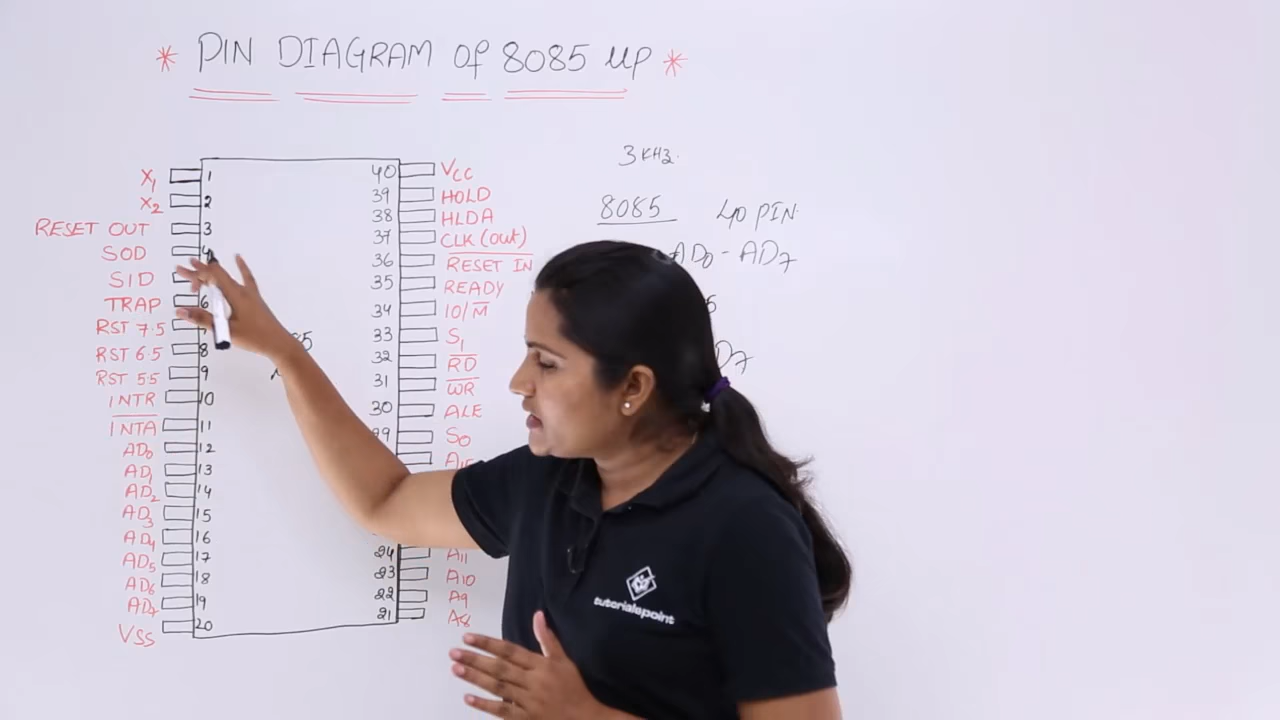 * PIN DIAGRAM of 8085 µp *
3 KHz.
8085 40 PIN.
AD0 - AD7
X1 1 40 VCC
X2 2 39 HOLD
RESET OUT 3 38 HLDA
SOD 4 37 CLK (out)
SID 36 RESET IN
TRAP 6 35 READY
RST 7.5 34 IO/M
RST 6.5 8 33 S1
RST 5.5 9 32 RD
INTR 10 31 WR
INTA 11 30 ALE
AD0 12 S0
AD1 13 A15
AD2 14
AD3 15
AD4 16
AD5 17 24 A11
AD6 18 23 A10
AD7 19 22 A9
VSS 20 21 A8
tutorialspoint